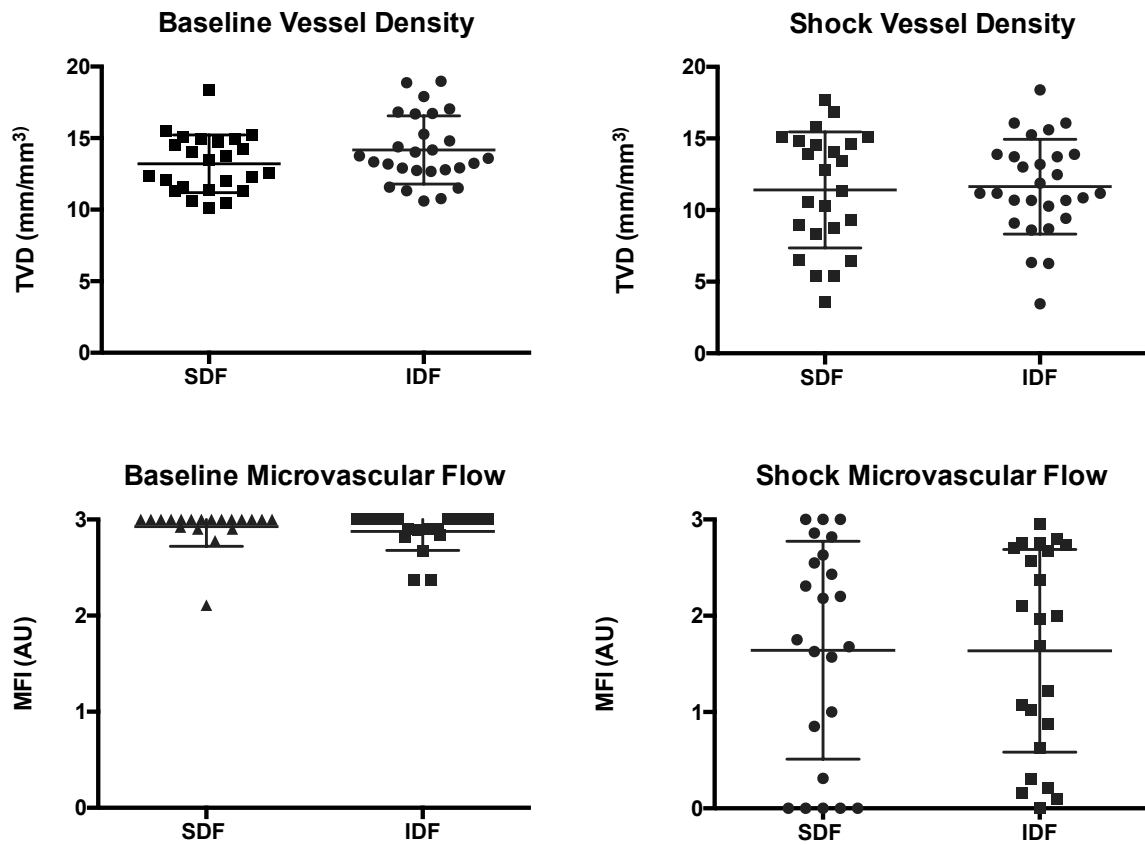 Baseline Vessel Density
20
15
10
5
0
TVD (mm/mm³)
SDF
IDF
Shock Vessel Density
20
15
10
5
0
TVD (mm/mm³)
SDF
IDF
Baseline Microvascular Flow
3
2
1
0
MFI (AU)
SDF
IDF
Shock Microvascular Flow
3
2
1
0
MFI (AU)
SDF
IDF